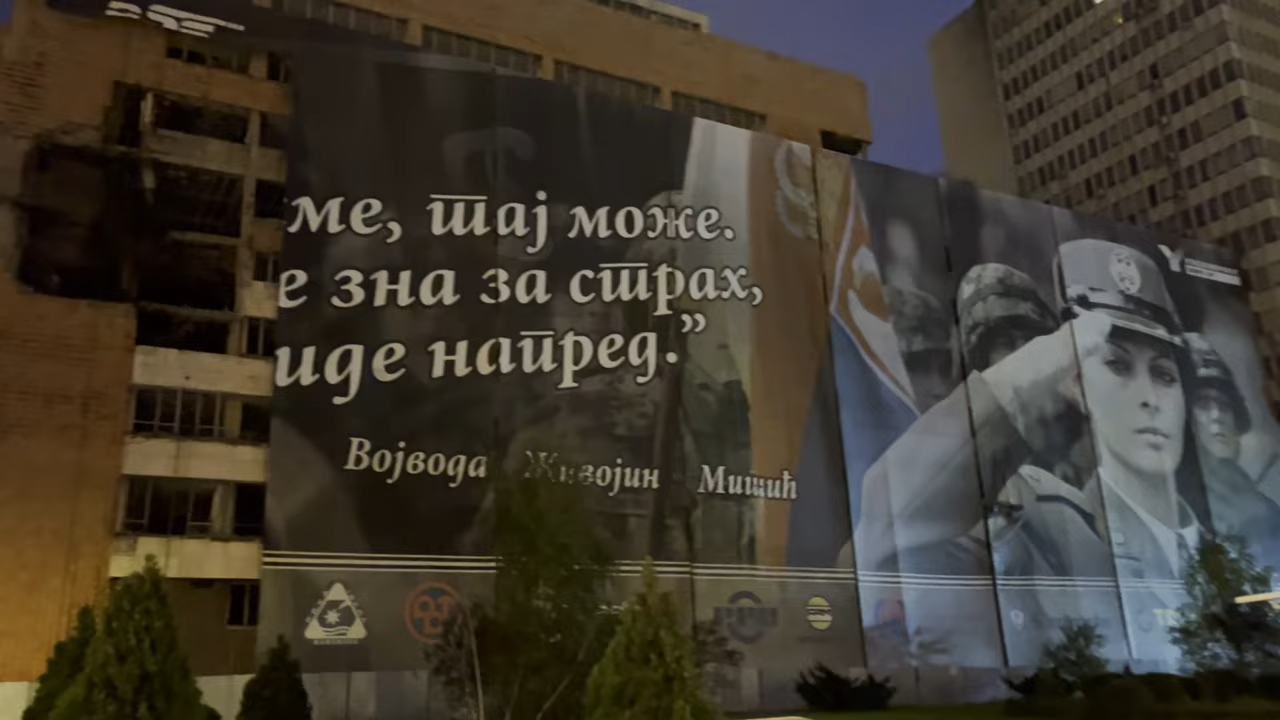 ме, тај може.
е зна за страх,
иде напред.”
Војвода Живојин Мишић